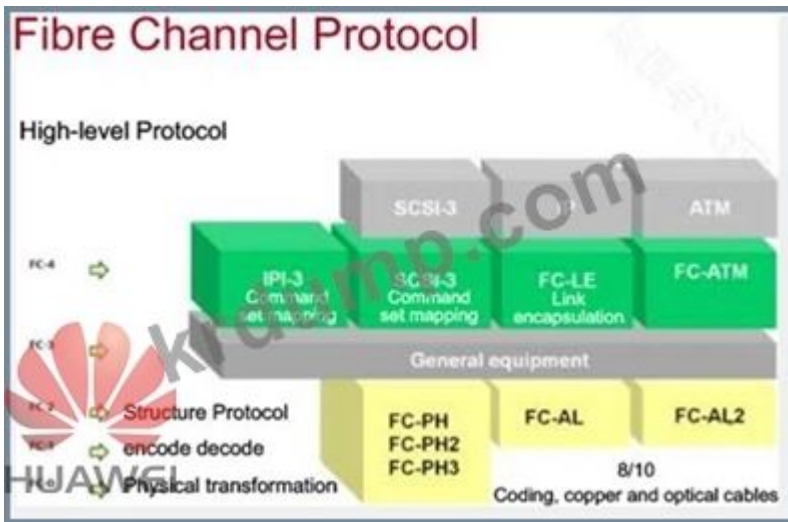 Fibre Channel Protocol
High-level Protocol
SCSI-3
IP
ATM
FC-4
IPI-3
Command
set mapping
SCSI-3
Command
set mapping
FC-LE
Link
encapsulation
FC-ATM
FC-3
General equipment
FC-2
Structure Protocol
encode decode
Physical transformation
FC-PH
FC-PH2
FC-PH3
FC-AL
FC-AL2
8/10
Coding, copper and optical cables
HUAWEI
krdump.com